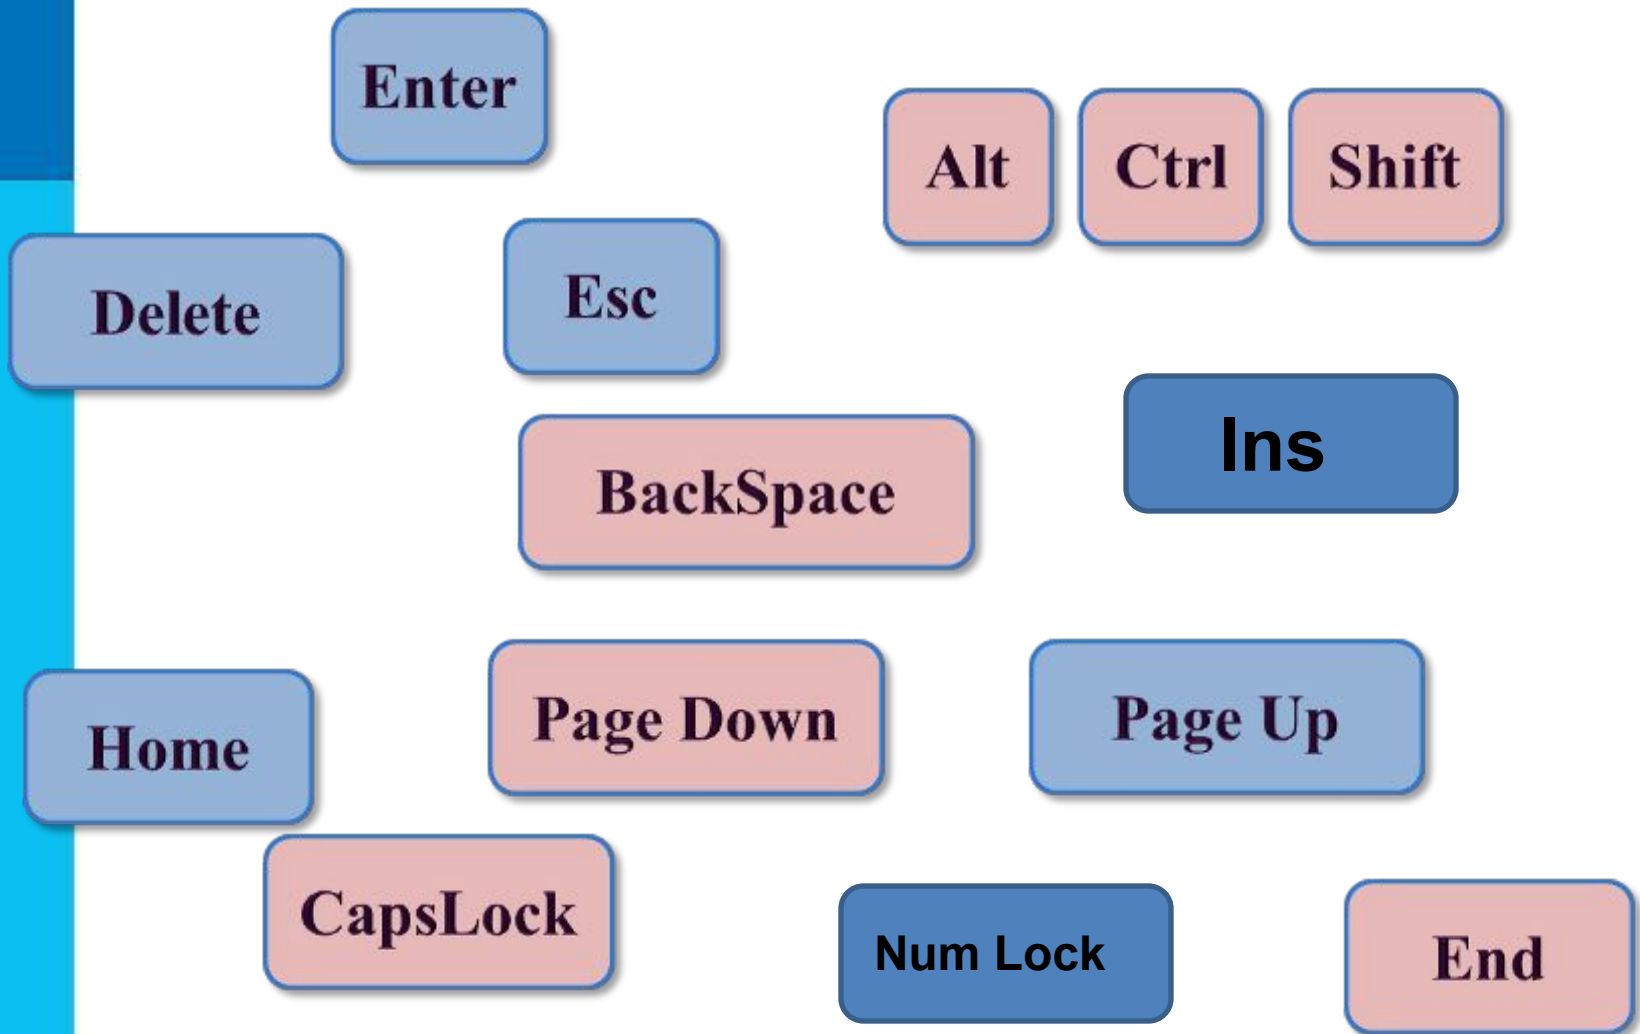 Enter
Alt Ctrl Shift
Delete
Esc
Ins
BackSpace
Home
Page Down
Page Up
CapsLock
Num Lock
End